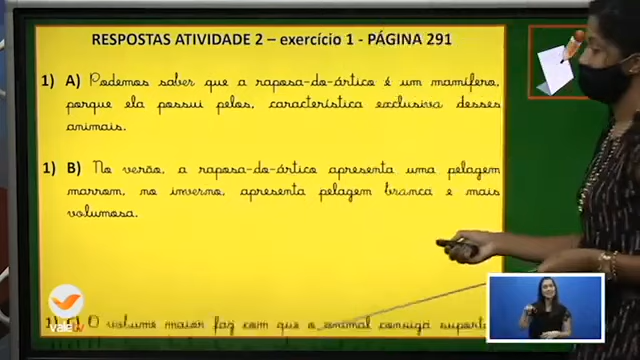 RESPOSTAS ATIVIDADE 2 – exercício 1 - PÁGINA 291
1) A) Podemos saber que a raposa-do-ártico é um mamífero,
porque ela possui pelos, característica exclusiva desses
animais.
1) B) No verão, a raposa-do-ártico apresenta uma pelagem
marrom, no inverno, apresenta pelagem branca e mais
volumosa.
O volume maior faz com que o animal consiga